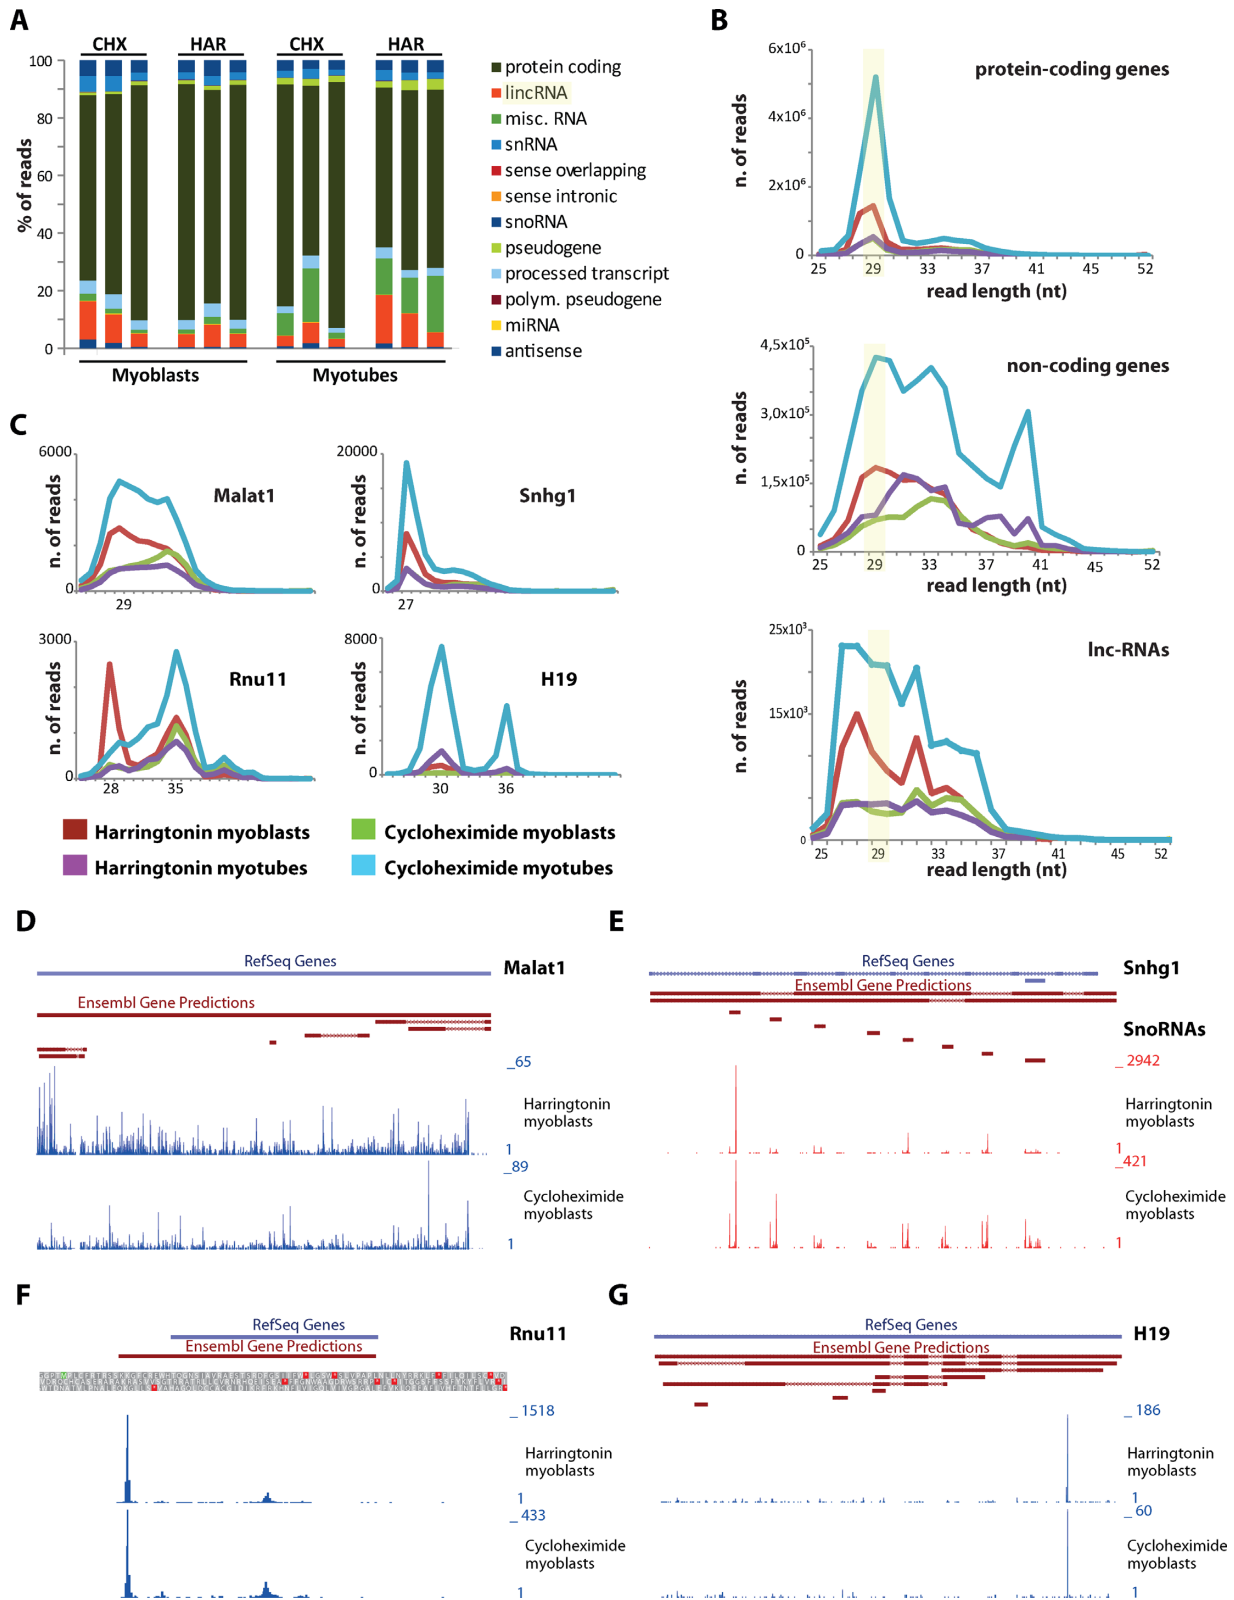 A
CHX
HAR
CHX
HAR
100
80
60
40
20
0
% of reads
Myoblasts
Myotubes
protein coding
lincRNA
misc. RNA
snRNA
sense overlapping
sense intronic
snoRNA
pseudogene
processed transcript
polym. pseudogene
miRNA
antisense
B
protein-coding genes
6x10⁶
4x10⁶
2x10⁶
0
n. of reads
25 29 33 37 41 45 52
read length (nt)
non-coding genes
4,5x10⁵
3,0x10⁵
1,5x10⁵
0
n. of reads
25 29 33 37 41 45 52
read length (nt)
lnc-RNAs
25x10³
15x10³
0
n. of reads
25 29 33 37 41 45 52
read length (nt)
C
6000
0
n. of reads
Malat1
29
20000
0
n. of reads
Snhg1
27
3000
0
n. of reads
Rnu11
28 35
8000
0
n. of reads
H19
30 36
Harringtonin myoblasts
Cycloheximide myoblasts
Harringtonin myotubes
Cycloheximide myotubes
D
RefSeq Genes
Malat1
Ensembl Gene Predictions
_65
Harringtonin
myoblasts
1
_89
Cycloheximide
myoblasts
1
E
RefSeq Genes
Snhg1
Ensembl Gene Predictions
SnoRNAs
_2942
Harringtonin
myoblasts
1
_421
Cycloheximide
myoblasts
1
F
RefSeq Genes
Rnu11
Ensembl Gene Predictions
_1518
Harringtonin
myoblasts
1
_433
Cycloheximide
myoblasts
1
G
RefSeq Genes
H19
Ensembl Gene Predictions
_186
Harringtonin
myoblasts
1
_60
Cycloheximide
myoblasts
1